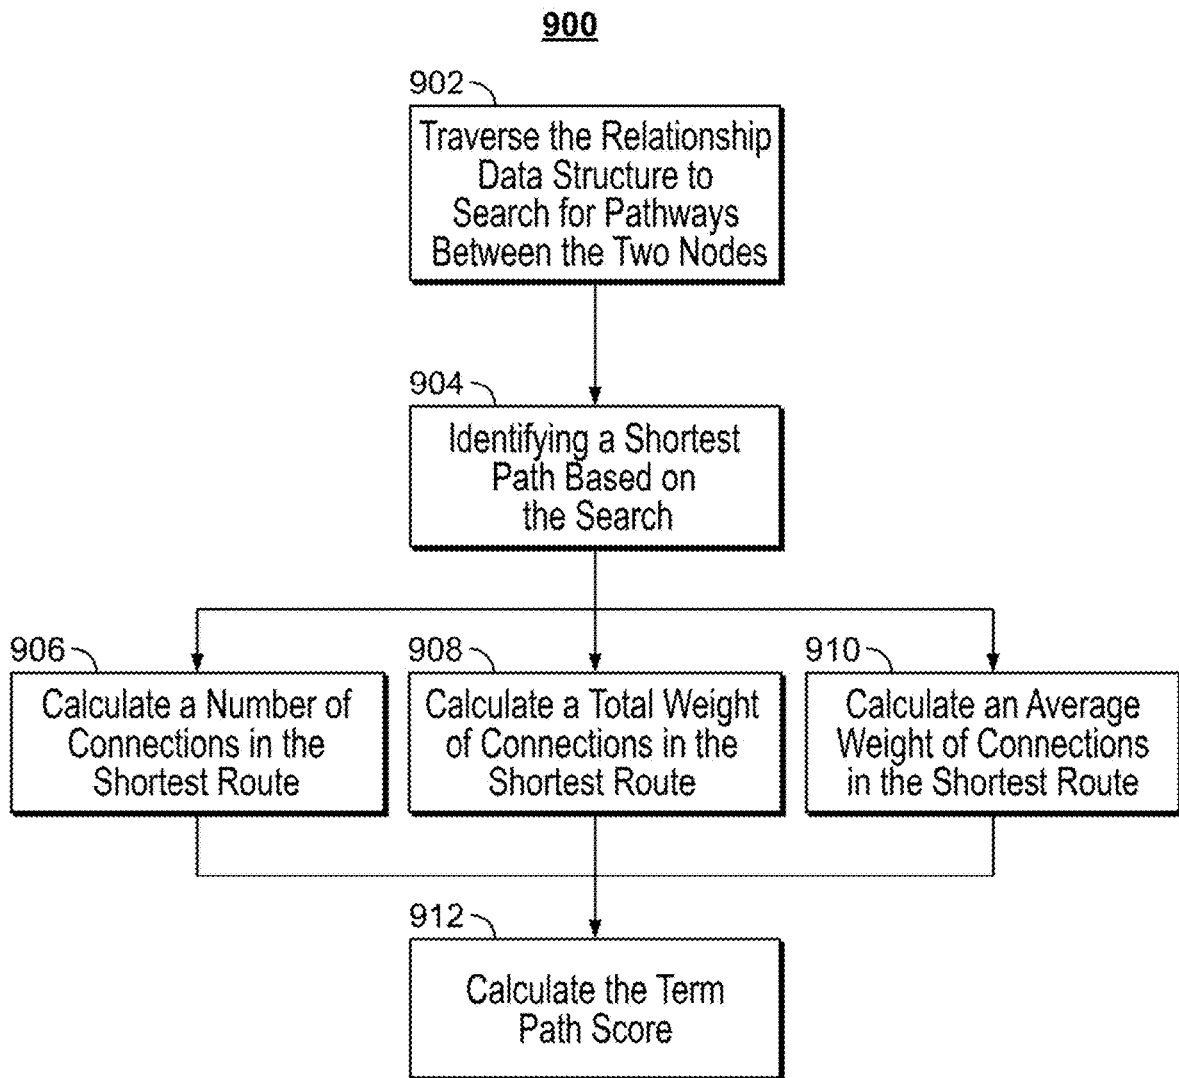 900
902
Traverse the Relationship
Data Structure to
Search for Pathways
Between the Two Nodes
904
Identifying a Shortest
Path Based on
the Search
906
Calculate a Number of
Connections in the
Shortest Route
908
Calculate a Total Weight
of Connections in the
Shortest Route
910
Calculate an Average
Weight of Connections
in the Shortest Route
912
Calculate the Term
Path Score